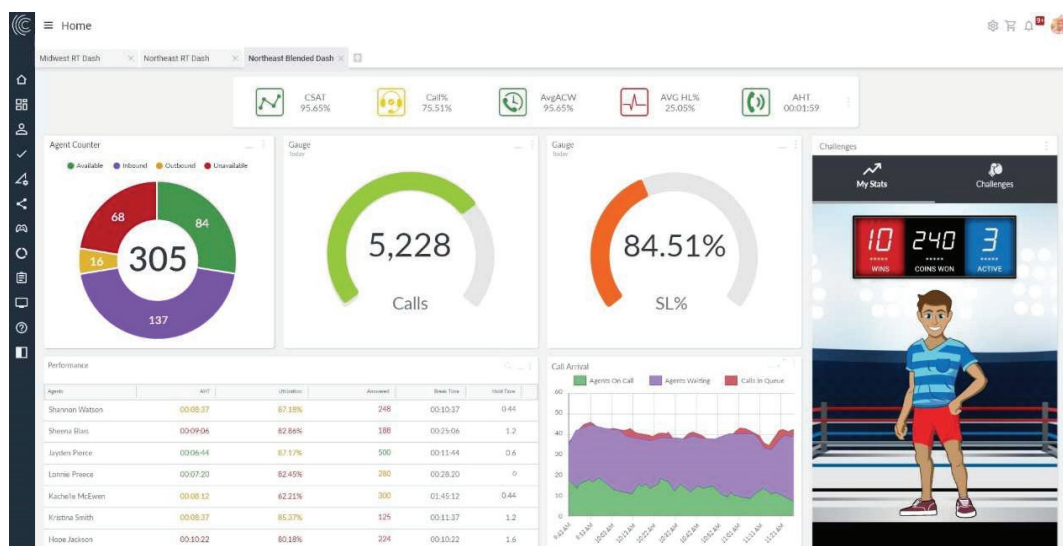 Home
9+
Midwest RT Dash
Northeast RT Dash
Northeast Blended Dash
CSAT
95.65%
Call%
75.51%
AvgACW
95.65%
AVG HL%
25.05%
AHT
00:01:59
Agent Counter
Available Inbound Outbound Unavailable
68
84
16
305
137
Gauge
today
5,228
Calls
Gauge
today
84.51%
SL%
Challenges
My Stats
Challenges
10 240 3
WINS COINS WON ACTIVE
Performance
Agents AHT Utilization Answered Break Time Hold Time
Shannon Watson 00:08:37 87.18% 248 00:10:37 0.44
Sheena Blais 00:09:06 82.86% 188 00:25:06 1.2
Jayden Pierce 00:06:44 87.17% 500 00:11:44 0.6
Lonnie Preece 00:07:20 82.45% 280 00:28:20 0
Kachelle McEwen 00:08:12 62.21% 300 01:45:12 0.44
Kristina Smith 00:08:37 85.37% 125 00:11:37 1.2
Hope Jackson 00:10:22 80.18% 224 00:10:22 1.6
Call Arrival
Agents On Call Agents Waiting Calls In Queue
60
50
40
30
20
10
0